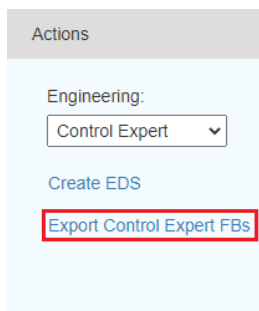 Actions
Engineering:
Control Expert
Create EDS
Export Control Expert FBs